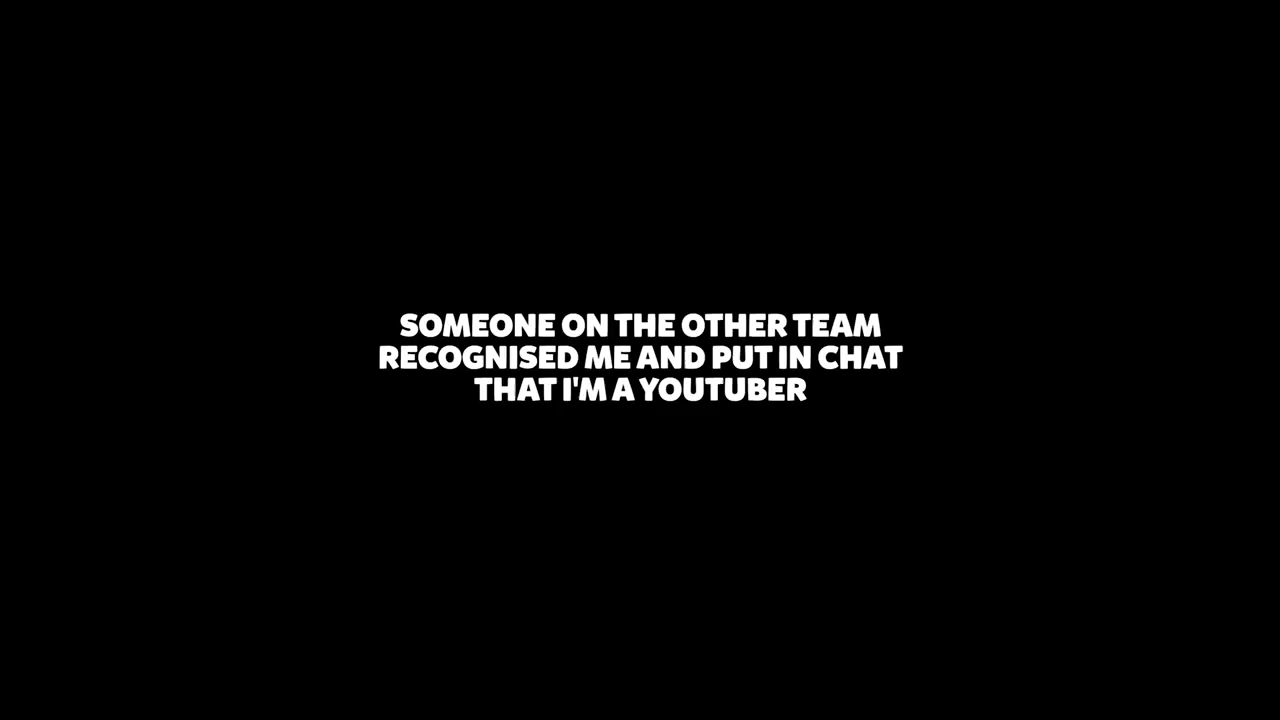 SOMEONE ON THE OTHER TEAM
RECOGNISED ME AND PUT IN CHAT
THAT I'M A YOUTUBER